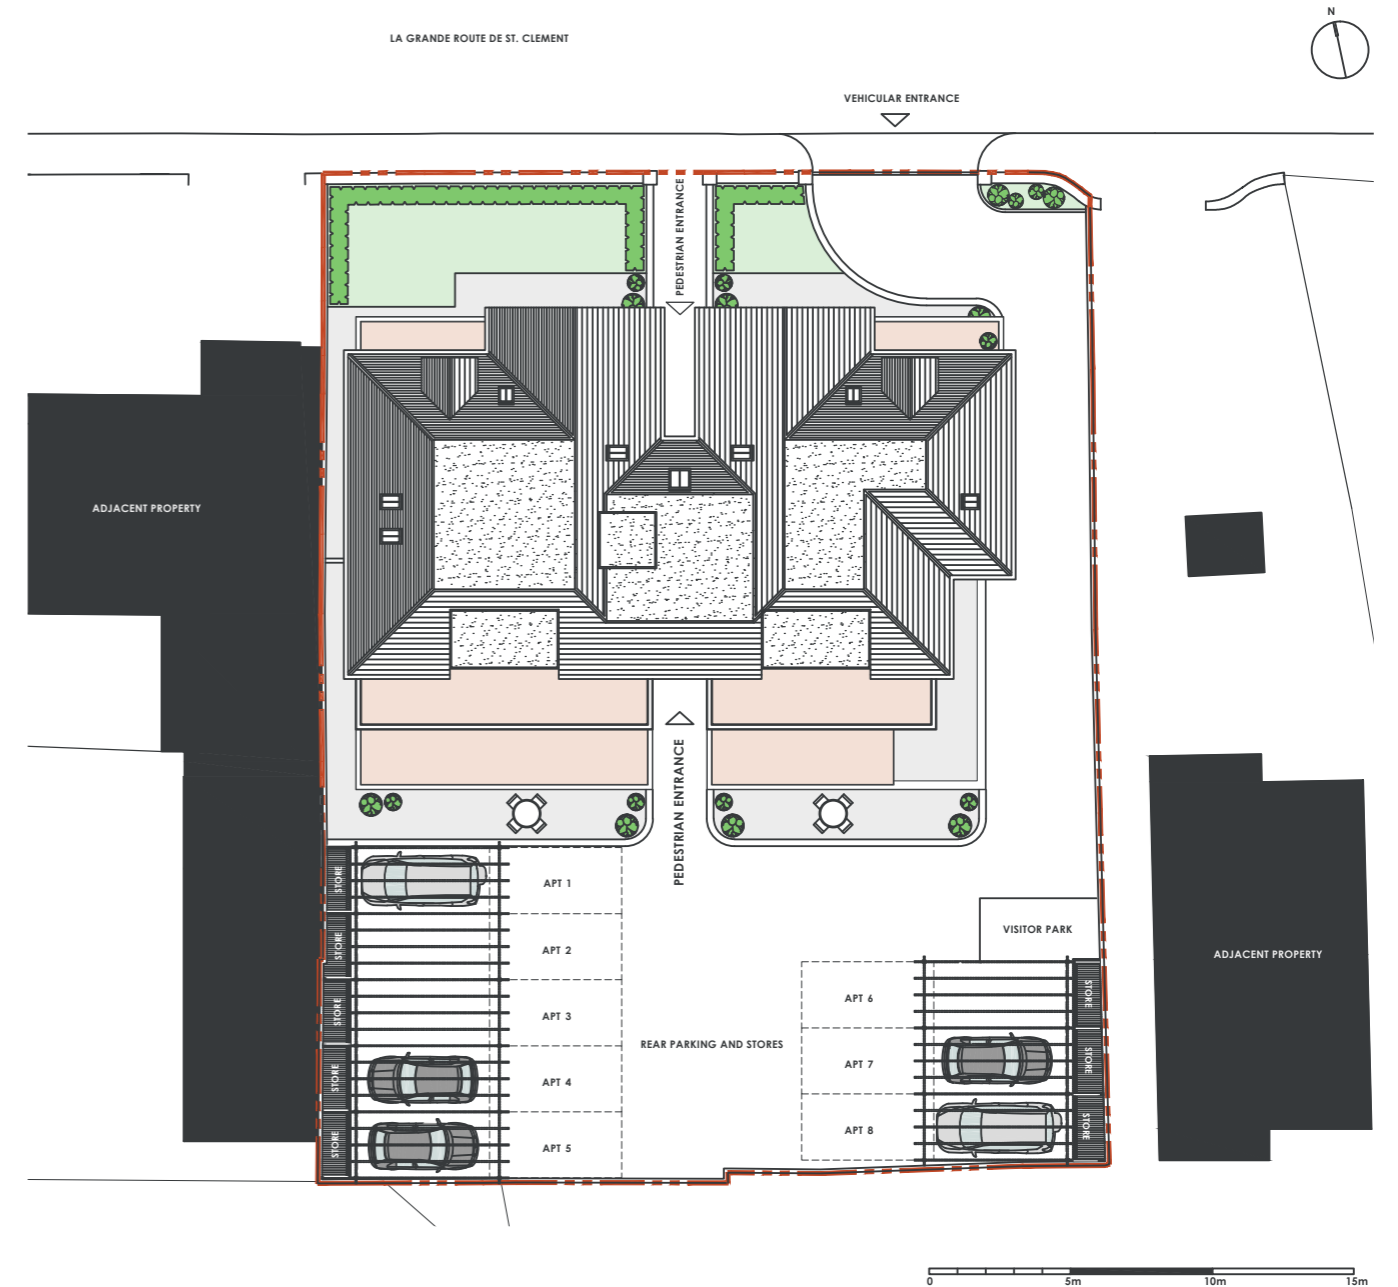 N
LA GRANDE ROUTE DE ST. CLEMENT
VEHICULAR ENTRANCE
PEDESTRIAN ENTRANCE
ADJACENT PROPERTY
PEDESTRIAN ENTRANCE
STORE
APT 1
STORE
APT 2
STORE
APT 3
STORE
APT 4
STORE
APT 5
REAR PARKING AND STORES
VISITOR PARK
APT 6
STORE
APT 7
STORE
APT 8
STORE
ADJACENT PROPERTY
0 5m 10m 15m